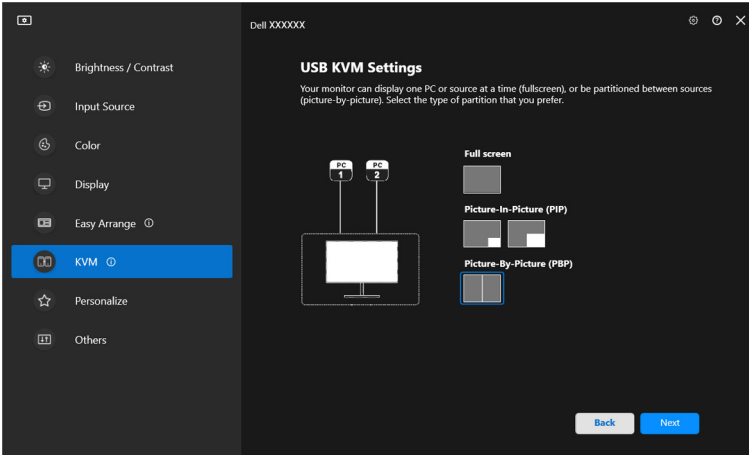 Dell XXXXXX
Brightness / Contrast
Input Source
Color
Display
Easy Arrange
KVM
Personalize
Others
USB KVM Settings
Your monitor can display one PC or source at a time (fullscreen), or be partitioned between sources
(picture-by-picture). Select the type of partition that you prefer.
PC
1
PC
2
Full screen
Picture-In-Picture (PIP)
Picture-By-Picture (PBP)
Back
Next